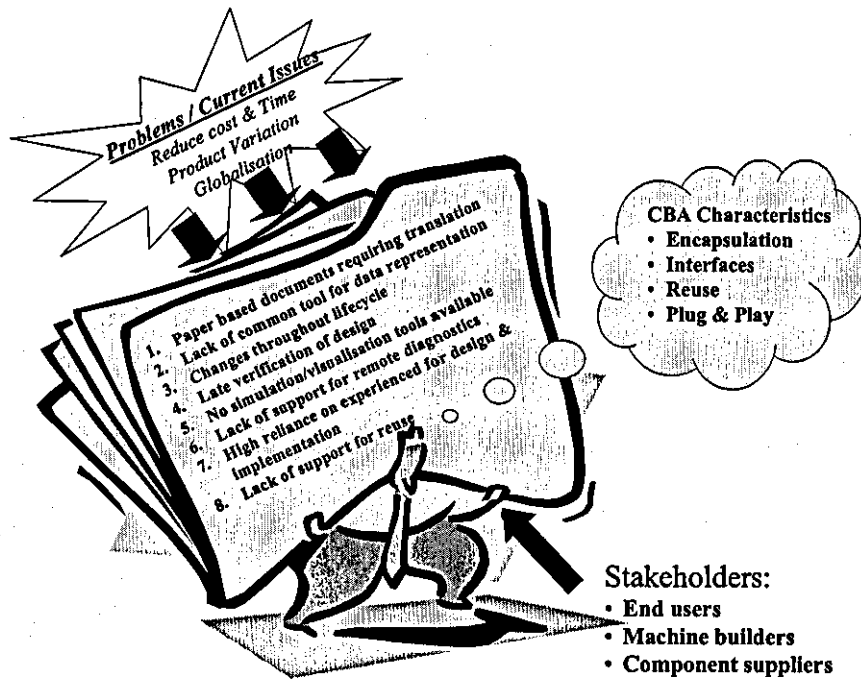 Problems / Current Issues
Reduce cost & Time
Product Variation
Globalisation
1. Paper based documents requiring translation
2. Lack of common tool for data representation
3. Changes throughout lifecycle
4. Late verification of design
5. No simulation/visualisation tools available
6. Lack of support for remote diagnostics
7. High reliance on experienced for design &
implementation
8. Lack of support for reuse
CBA Characteristics
• Encapsulation
• Interfaces
• Reuse
• Plug & Play
Stakeholders:
• End users
• Machine builders
• Component suppliers